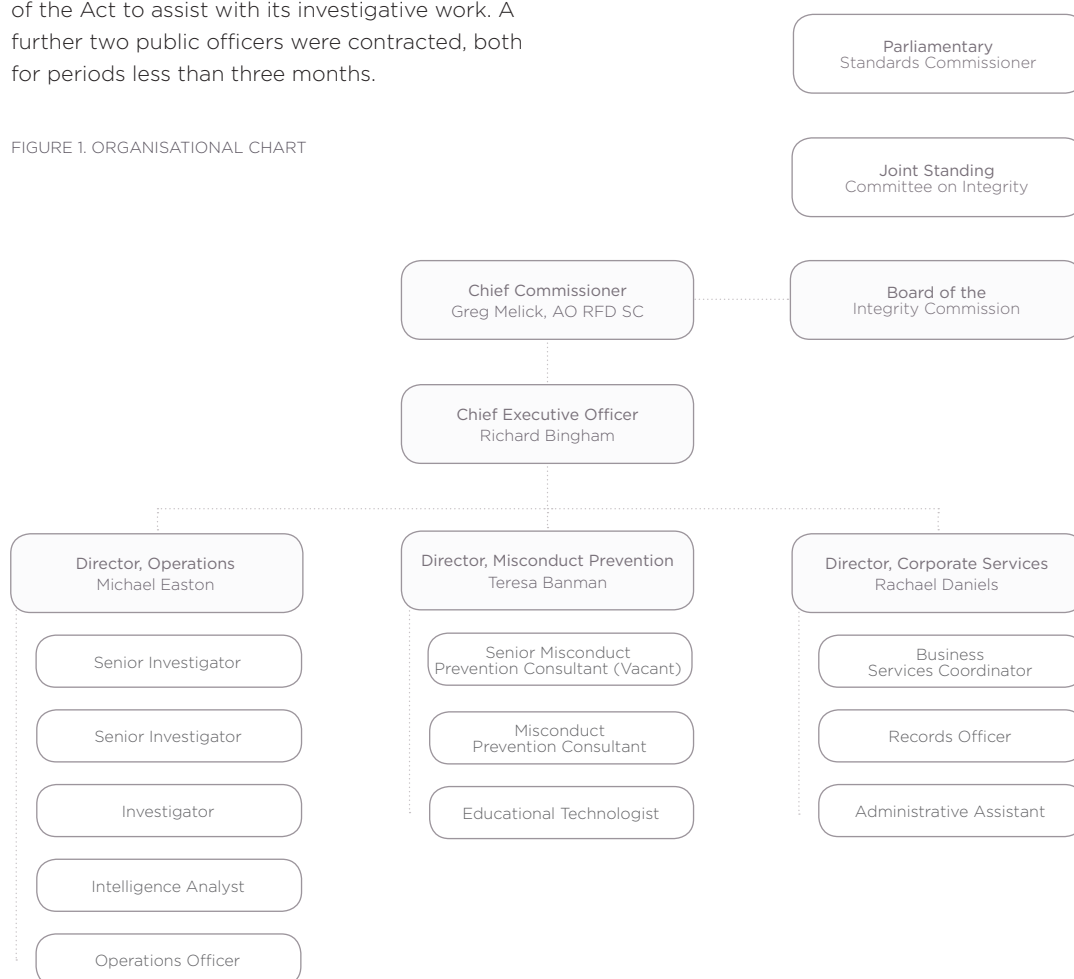 of the Act to assist with its investigative work. A
further two public officers were contracted, both
for periods less than three months.
FIGURE 1. ORGANISATIONAL CHART
Parliamentary
Standards Commissioner
Joint Standing
Committee on Integrity
Chief Commissioner
Greg Melick, AO RFD SC
Board of the
Integrity Commission
Chief Executive Officer
Richard Bingham
Director, Operations
Michael Easton
Senior Investigator
Senior Investigator
Investigator
Intelligence Analyst
Operations Officer
Director, Misconduct Prevention
Teresa Banman
Senior Misconduct
Prevention Consultant (Vacant)
Misconduct
Prevention Consultant
Educational Technologist
Director, Corporate Services
Rachael Daniels
Business
Services Coordinator
Records Officer
Administrative Assistant